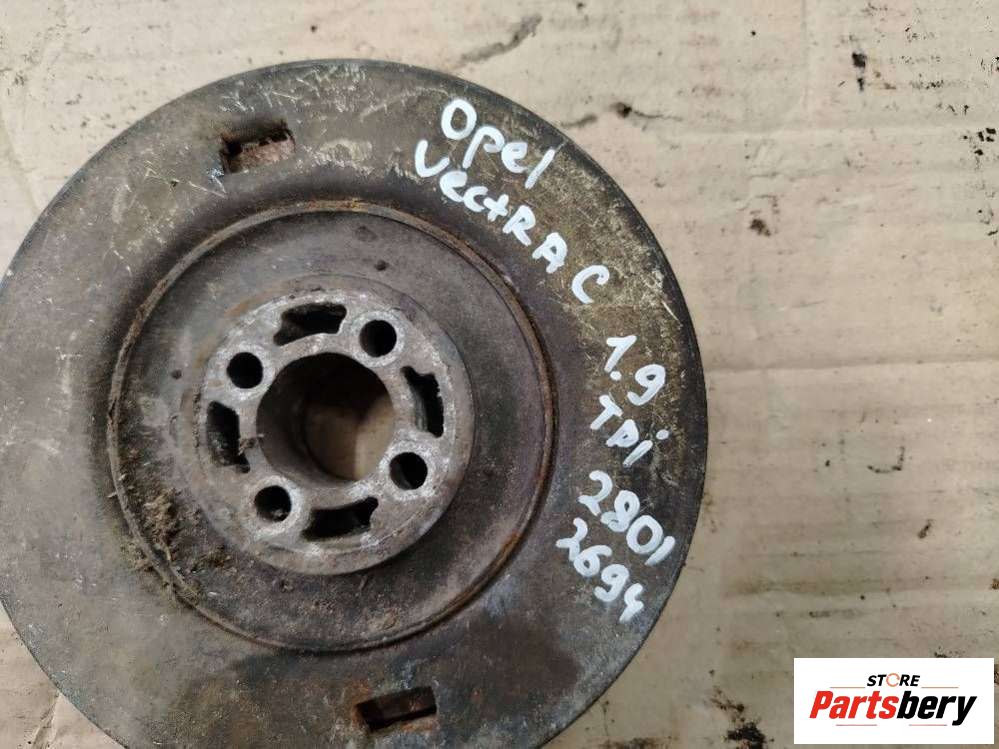 Opel
VectRA C
1.9
TDi
2801
2694
STORE
Partsbery